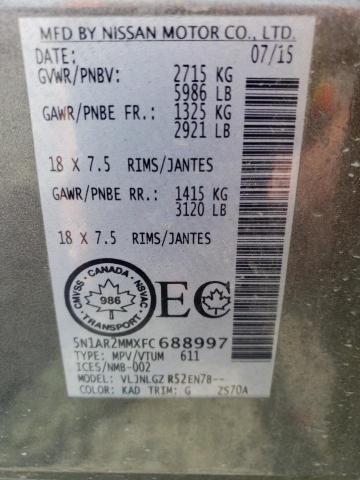 MFD BY NISSAN MOTOR CO., LTD.
DATE: 07/15
GVWR/PNBV: 2715 KG
5986 LB
GAWR/PNBE FR.: 1325 KG
2921 LB
18 X 7.5 RIMS/JANTES
GAWR/PNBE RR.: 1415 KG
3120 LB
18 X 7.5 RIMS/JANTES
CMVSS - CANADA - NSVAC
986
TRANSPORT
EC
5N1AR2MMXFC688997
TYPE: MPV/VTUM 611
ICES/NMB-002
MODEL: VLJNLGZ R52EN7B--
COLOR: KAD TRIM: G 2S70A